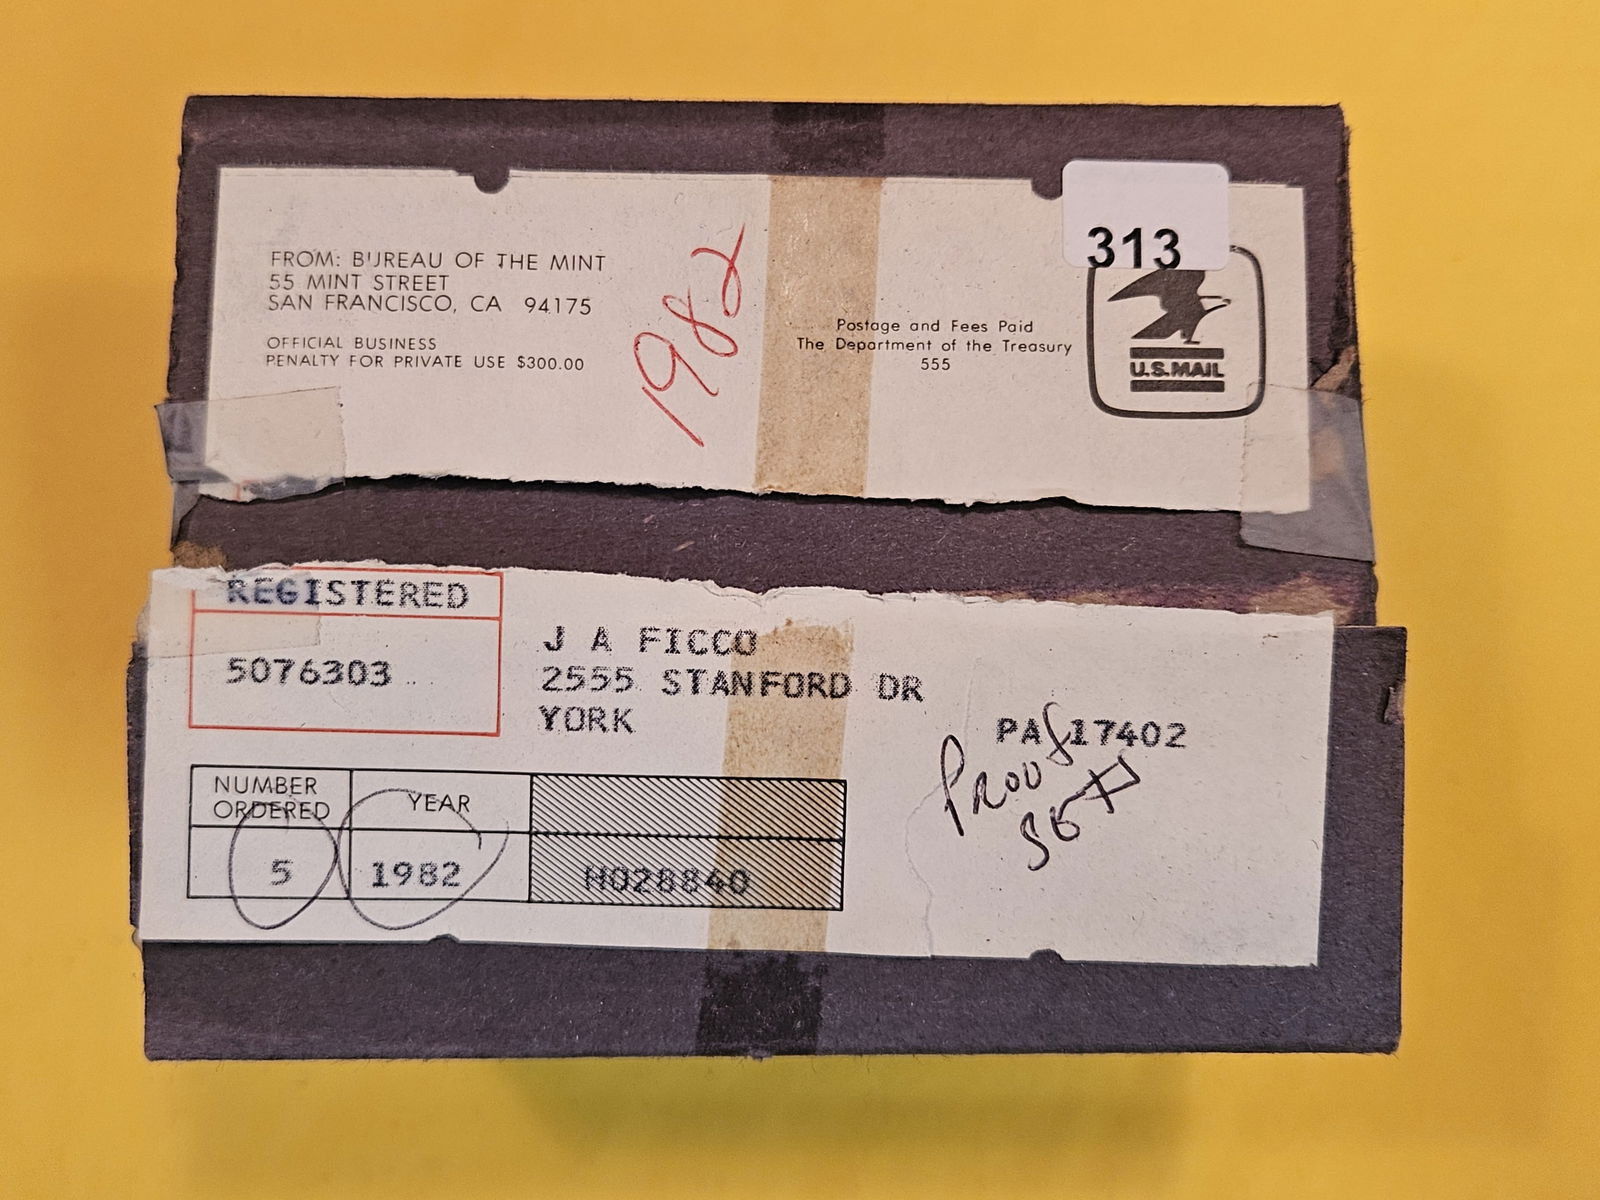 313
FROM: BUREAU OF THE MINT
55 MINT STREET
SAN FRANCISCO, CA 94175
OFFICIAL BUSINESS
PENALTY FOR PRIVATE USE $300.00
1982
Postage and Fees Paid
The Department of the Treasury
555
U.S.MAIL
REGISTERED
5076303
J A FICCO
2555 STANFORD DR
YORK
PA 17402
PROOF
SET
NUMBER
ORDERED
YEAR
5
1982
H028840